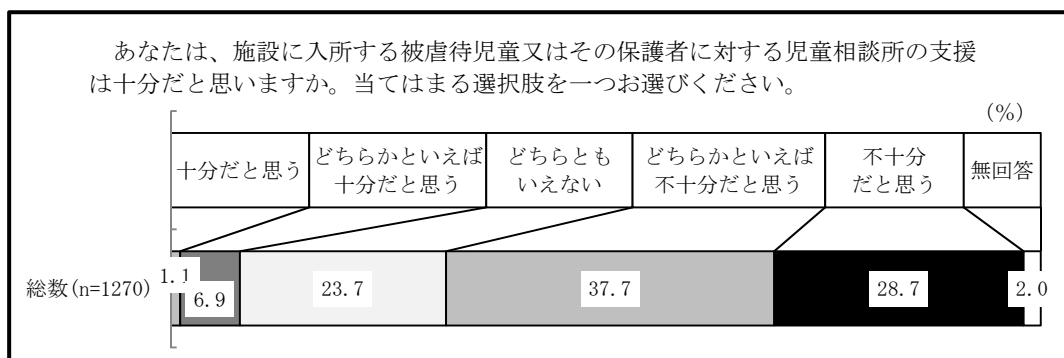 あなたは、施設に入所する被虐待児童又はその保護者に対する児童相談所の支援
は十分だと思いますか。当てはまる選択肢を一つお選びください。
(%)
十分だと思う
どちらかといえば
十分だと思う
どちらとも
いえない
どちらかといえば
不十分だと思う
不十分
だと思う
無回答
総数(n=1270)
1.1
6.9
23.7
37.7
28.7
2.0